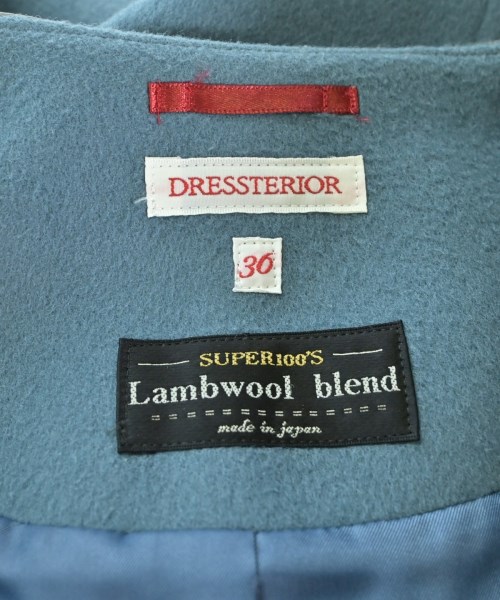 DRESSTERIOR
36
SUPER100'S
Lambwool blend
made in japan